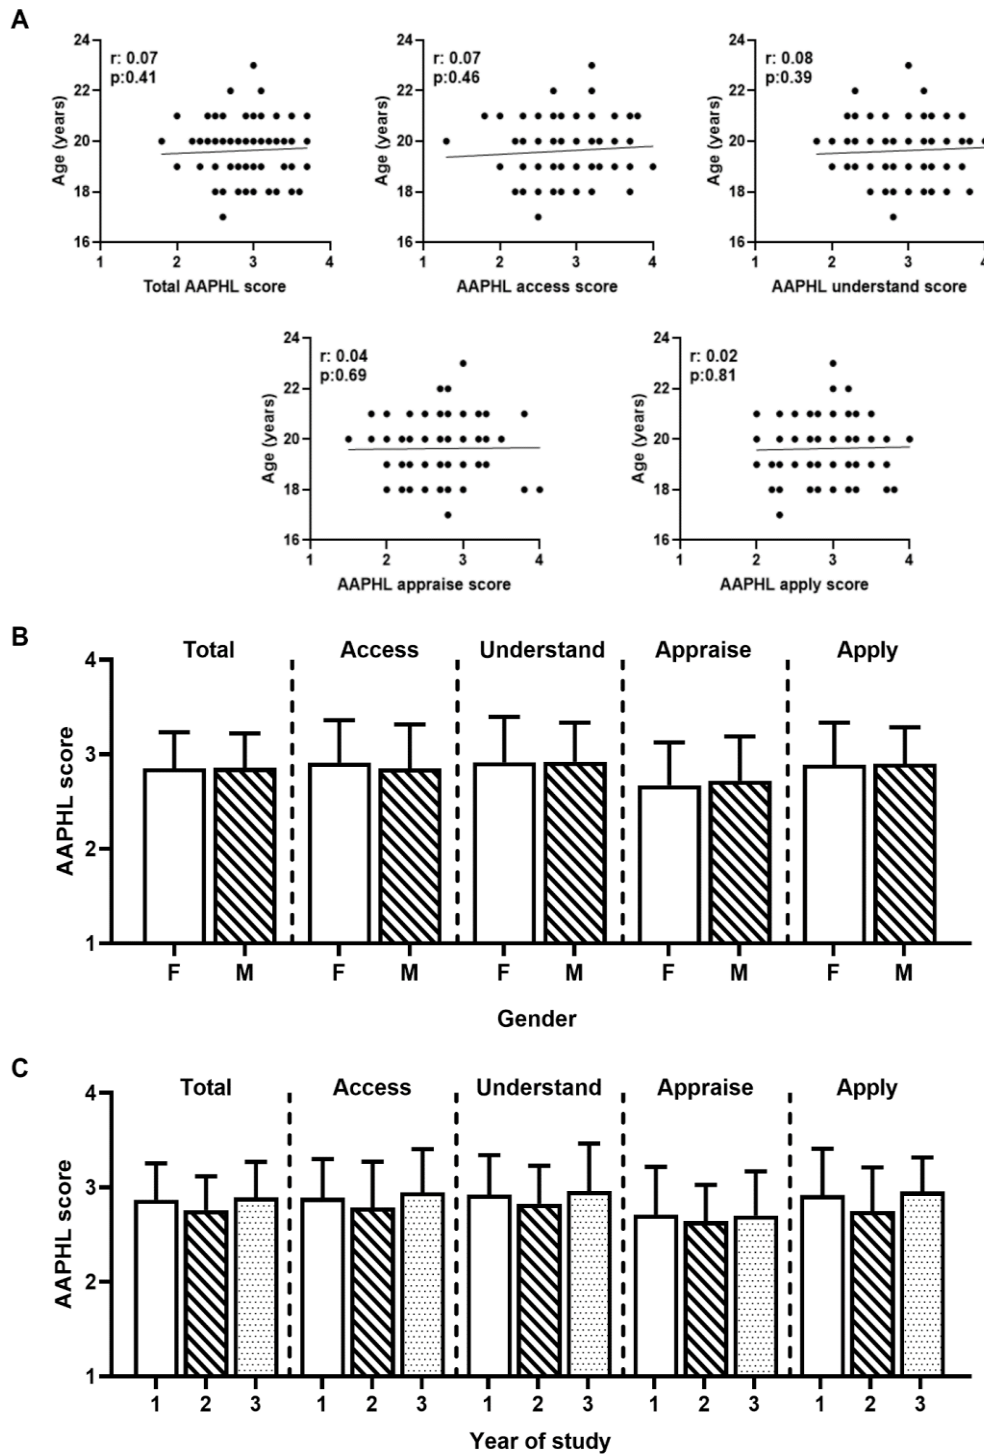 A
24
22
20
18
16
Age (years)
r: 0.07
p:0.41
1 2 3 4
Total AAPHL score
24
22
20
18
16
Age (years)
r: 0.07
p:0.46
1 2 3 4
AAPHL access score
24
22
20
18
16
Age (years)
r: 0.08
p:0.39
1 2 3 4
AAPHL understand score
24
22
20
18
16
Age (years)
r: 0.04
p:0.69
1 2 3 4
AAPHL appraise score
24
22
20
18
16
Age (years)
r: 0.02
p:0.81
1 2 3 4
AAPHL apply score
B
Total Access Understand Appraise Apply
4
3
2
1
AAPHL score
F M F M F M F M F M
Gender
C
Total Access Understand Appraise Apply
4
3
2
1
AAPHL score
1 2 3 1 2 3 1 2 3 1 2 3 1 2 3
Year of study